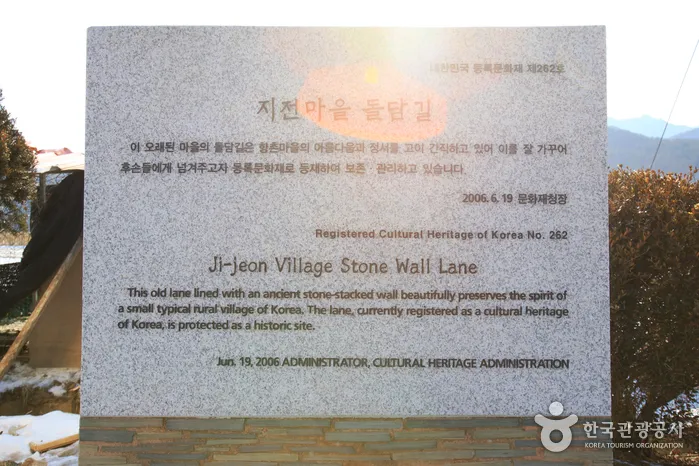 대한민국 등록문화재 제262호
지전마을 돌담길
이 오래된 마을의 돌담길은 향촌마을의 아름다움과 정서를 고이 간직하고 있어 이를 잘 가꾸어
후손들에게 넘겨주고자 등록문화재로 등재하여 보존·관리하고 있습니다.
2006. 6. 19 문화재청장
Registered Cultural Heritage of Korea No. 262
Ji-jeon Village Stone Wall Lane
This old lane lined with an ancient stone-stacked wall beautifully preserves the spirit of
a small typical rural village of Korea. The lane, currently registered as a cultural heritage
of Korea, is protected as a historic site.
Jun. 19, 2006 ADMINISTRATOR, CULTURAL HERITAGE ADMINISTRATION
한국관광공사
KOREA TOURISM ORGANIZATION